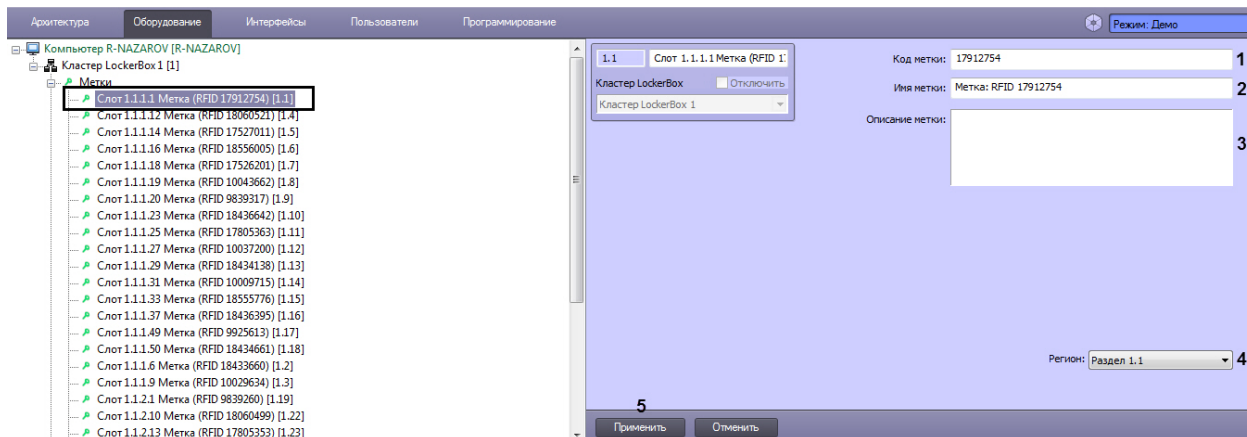 Архитектура Оборудование Интерфейсы Пользователи Программирование Режим: Демо
Компьютер R-NAZAROV [R-NAZAROV]
Кластер LockerBox 1 [1]
Метки
Слот 1.1.1.1 Метка (RFID 17912754) [1.1]
Слот 1.1.1.12 Метка (RFID 18060521) [1.4]
Слот 1.1.1.14 Метка (RFID 17527011) [1.5]
Слот 1.1.1.16 Метка (RFID 18556005) [1.6]
Слот 1.1.1.18 Метка (RFID 17526201) [1.7]
Слот 1.1.1.19 Метка (RFID 10043662) [1.8]
Слот 1.1.1.20 Метка (RFID 9839317) [1.9]
Слот 1.1.1.23 Метка (RFID 18436642) [1.10]
Слот 1.1.1.25 Метка (RFID 17805363) [1.11]
Слот 1.1.1.27 Метка (RFID 10037200) [1.12]
Слот 1.1.1.29 Метка (RFID 18434138) [1.13]
Слот 1.1.1.31 Метка (RFID 10009715) [1.14]
Слот 1.1.1.33 Метка (RFID 18555776) [1.15]
Слот 1.1.1.37 Метка (RFID 18436395) [1.16]
Слот 1.1.1.49 Метка (RFID 9925613) [1.17]
Слот 1.1.1.50 Метка (RFID 18434661) [1.18]
Слот 1.1.1.6 Метка (RFID 18433660) [1.2]
Слот 1.1.1.9 Метка (RFID 10029634) [1.3]
Слот 1.1.2.1 Метка (RFID 9839260) [1.19]
Слот 1.1.2.10 Метка (RFID 18060499) [1.22]
Слот 1.1.2.13 Метка (RFID 17805353) [1.23]
1.1 Слот 1.1.1.1 Метка (RFID 1
Кластер LockerBox Отключить
Кластер LockerBox 1
Код метки: 17912754 1
Имя метки: Метка: RFID 17912754 2
Описание метки:
3
Регион: Раздел 1.1 4
5
Применить Отменить